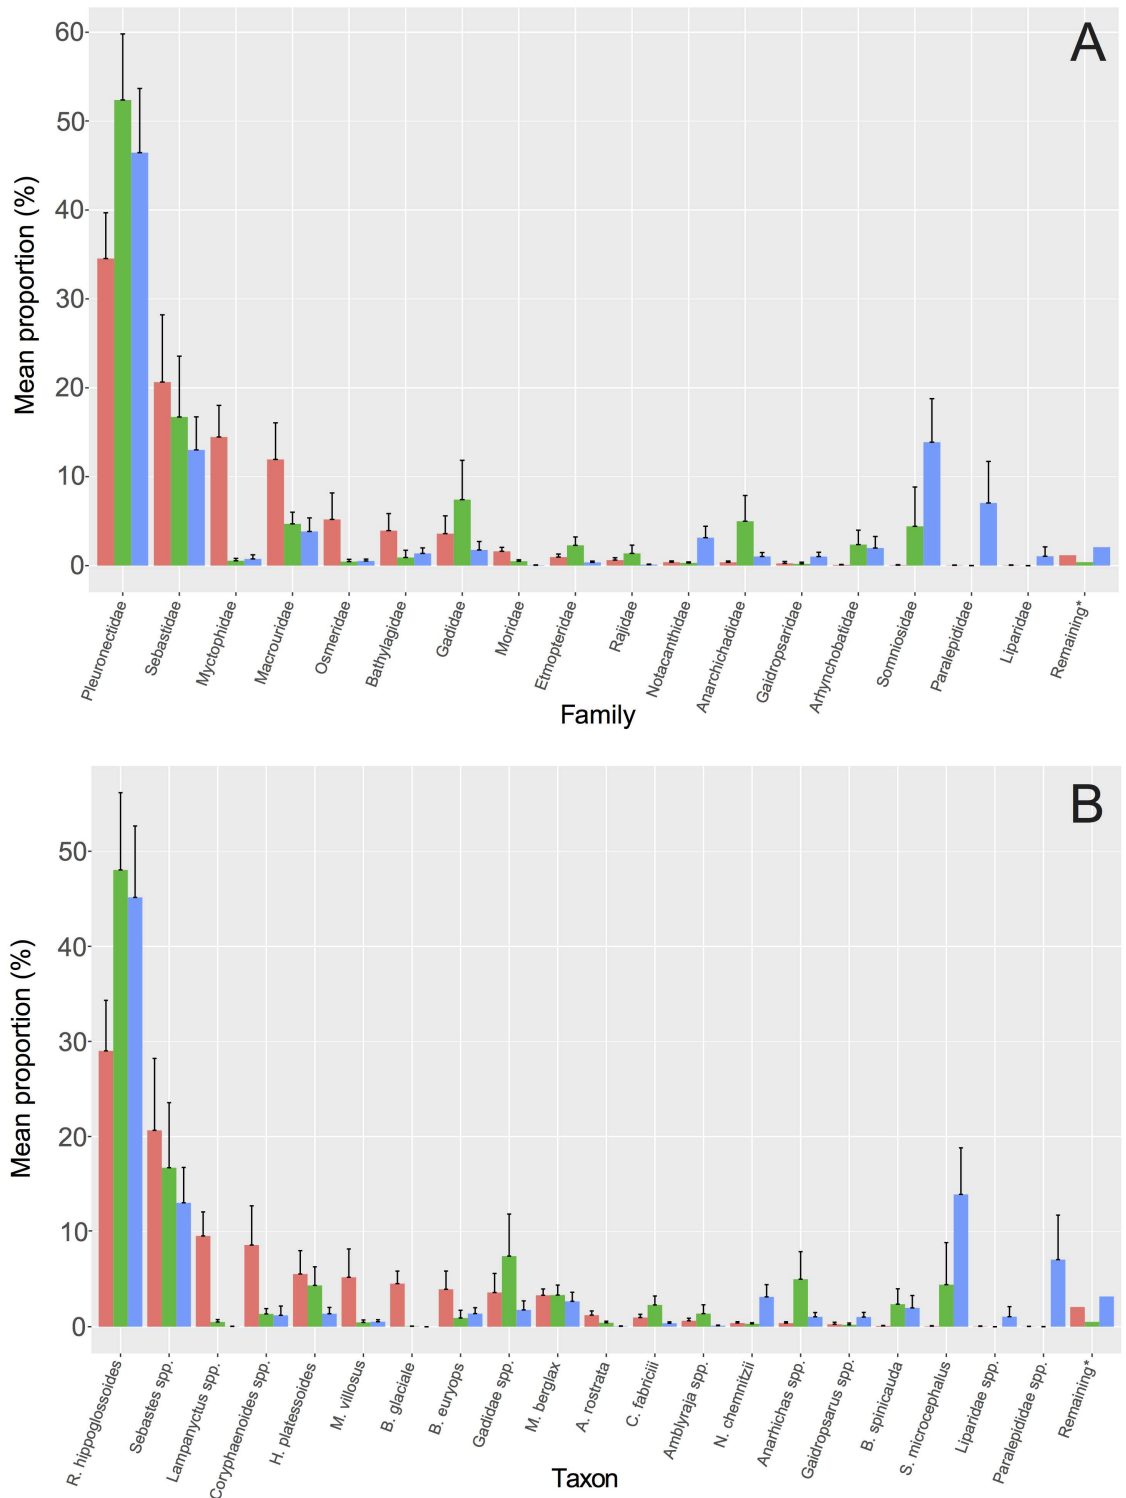 A
Mean proportion (%)
60
50
40
30
20
10
0
Pleuronectidae
Sebastidae
Myctophidae
Macrouridae
Osmeridae
Bathylagidae
Gadidae
Moridae
Etmopteridae
Rajidae
Notacanthidae
Anarchichadidae
Gaidropsaridae
Arhynchobatidae
Somniosidae
Paralepididae
Liparidae
Remaining*
Family
B
Mean proportion (%)
50
40
30
20
10
0
R. hippoglossoides
Sebastes spp.
Lampanyctus spp.
Coryphaenoides spp.
H. platessoides
M. villosus
B. glaciale
B. euryops
Gadidae spp.
M. berglax
A. rostrata
C. fabricii
Amblyraja spp.
N. chemnitzii
Anarhichas spp.
Gaidropsarus spp.
B. spinicauda
S. microcephalus
Liparidae spp.
Paralepididae spp.
Remaining*
Taxon